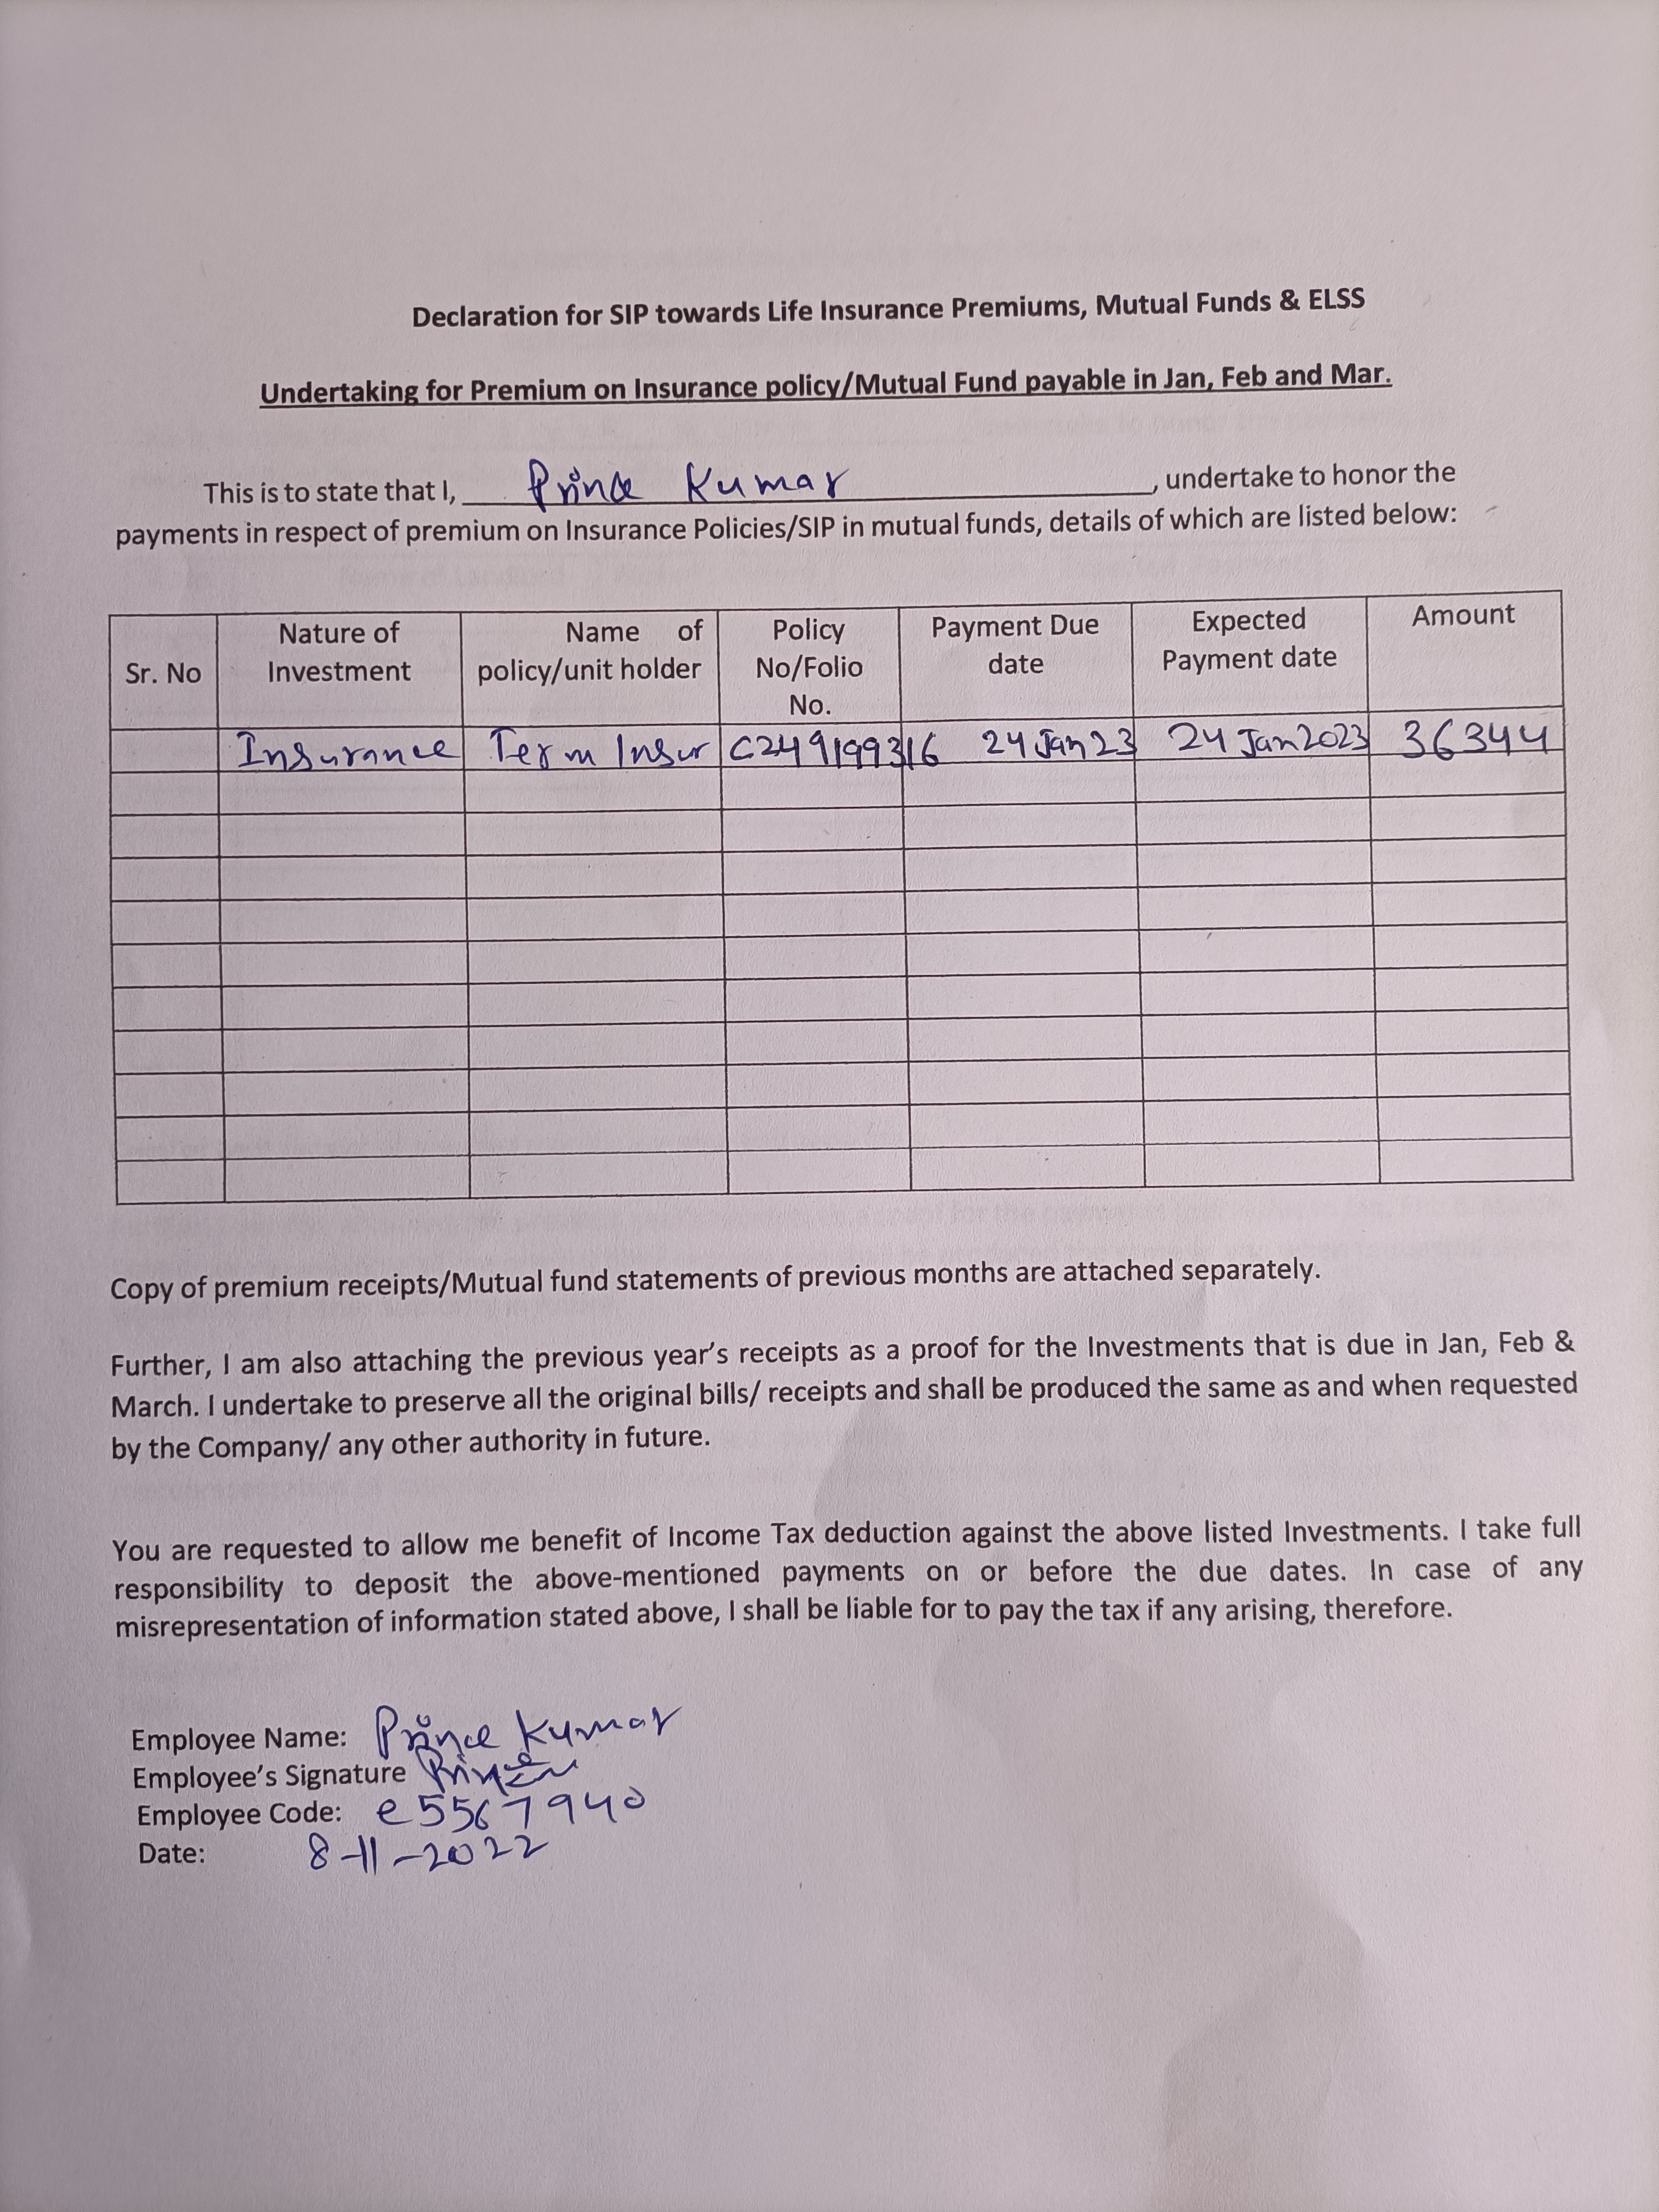 Declaration for SIP towards Life Insurance Premiums, Mutual Funds & ELSS
Undertaking for Premium on Insurance policy/Mutual Fund payable in Jan, Feb and Mar.
This is to state that I, Prince Kumar, undertake to honor the
payments in respect of premium on Insurance Policies/SIP in mutual funds, details of which are listed below:
Sr. No Nature of Investment Name of policy/unit holder Policy No/Folio No. Payment Due date Expected Payment date Amount
Insurance Term Insur C249199316 24 Jan 23 24 Jan 2023 36344
Copy of premium receipts/Mutual fund statements of previous months are attached separately.
Further, I am also attaching the previous year's receipts as a proof for the Investments that is due in Jan, Feb &
March. I undertake to preserve all the original bills/ receipts and shall be produced the same as and when requested
by the Company/ any other authority in future.
You are requested to allow me benefit of Income Tax deduction against the above listed Investments. I take full
responsibility to deposit the above-mentioned payments on or before the due dates. In case of any
misrepresentation of information stated above, I shall be liable for to pay the tax if any arising, therefore.
Employee Name: Prince Kumar
Employee's Signature Prince
Employee Code: e5567940
Date: 8-11-2022